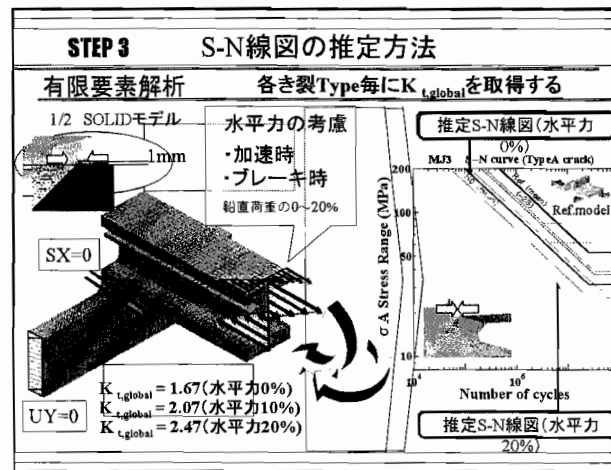 STEP 3 S-N線図の推定方法
有限要素解析 各き裂Type毎にK t,globalを取得する
1/2 SOLIDモデル
1mm
水平力の考慮
・加速時
・ブレーキ時
鉛直荷重の0～20%
SX=0
UY=0
K t,global = 1.67(水平力0%)
K t,global = 2.07(水平力10%)
K t,global = 2.47(水平力20%)
推定S-N線図(水平力
0%)
MJ3 S-N curve (TypeA crack)
200
100
50
10
σ A Stress Range (MPa)
Ref. (mean)
Ref.model
10⁴
10⁶
Number of cycles
推定S-N線図(水平力
20%)